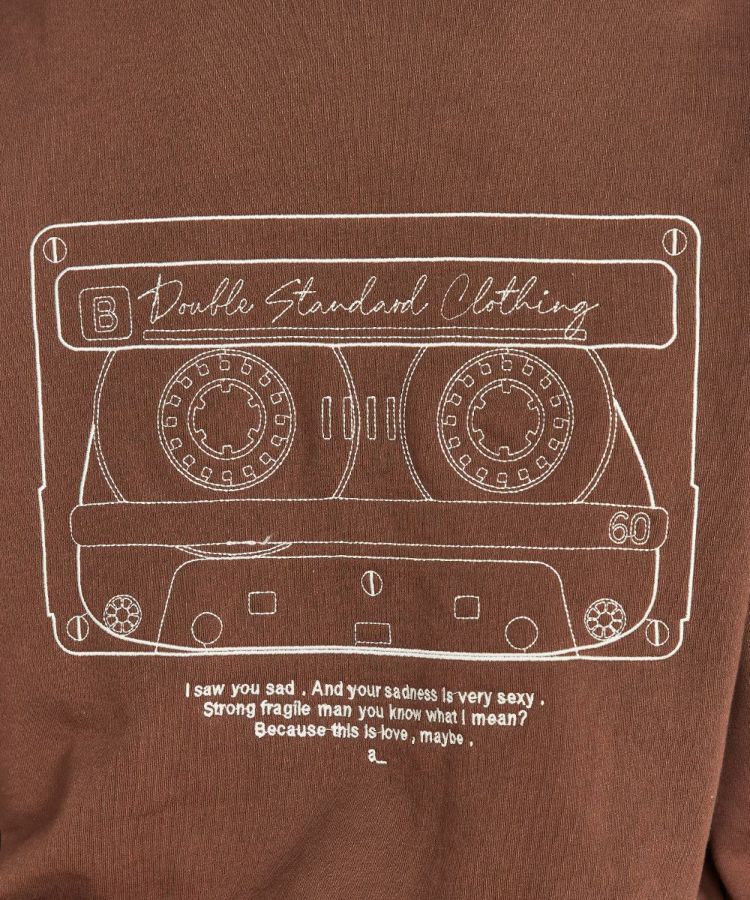 B Double Standard Clothing
60
I saw you sad . And your sadness is very sexy .
Strong fragile man you know what I mean?
Because this is love , maybe .
a_